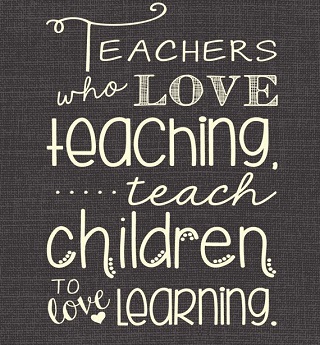 TEACHERS
who LOVE
teaching,
..... teach
children
TO love LEARNING.